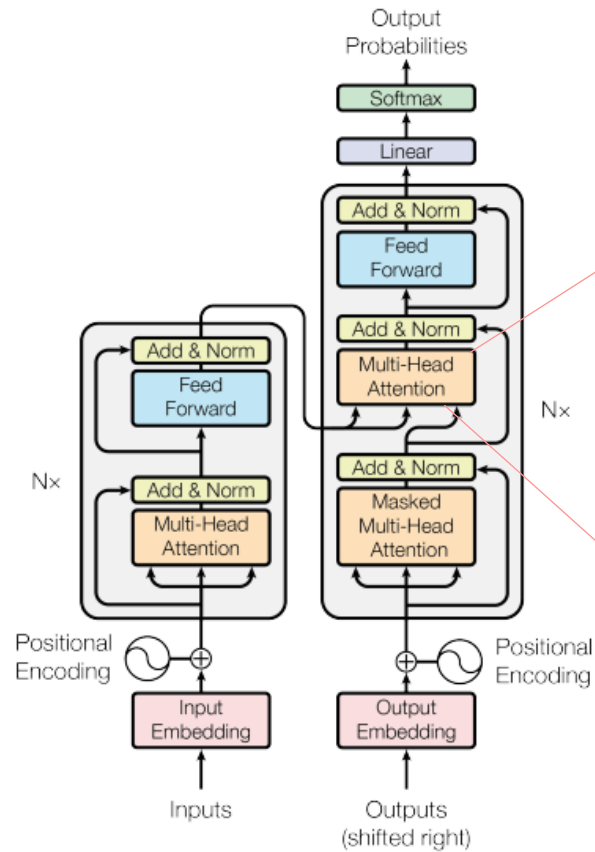 Output
Probabilities
Softmax
Linear
Add & Norm
Feed
Forward
Add & Norm
Multi-Head
Attention
Add & Norm
Masked
Multi-Head
Attention
N×
Positional
Encoding
Output
Embedding
Outputs
(shifted right)
Add & Norm
Feed
Forward
Add & Norm
Multi-Head
Attention
N×
Positional
Encoding
Input
Embedding
Inputs